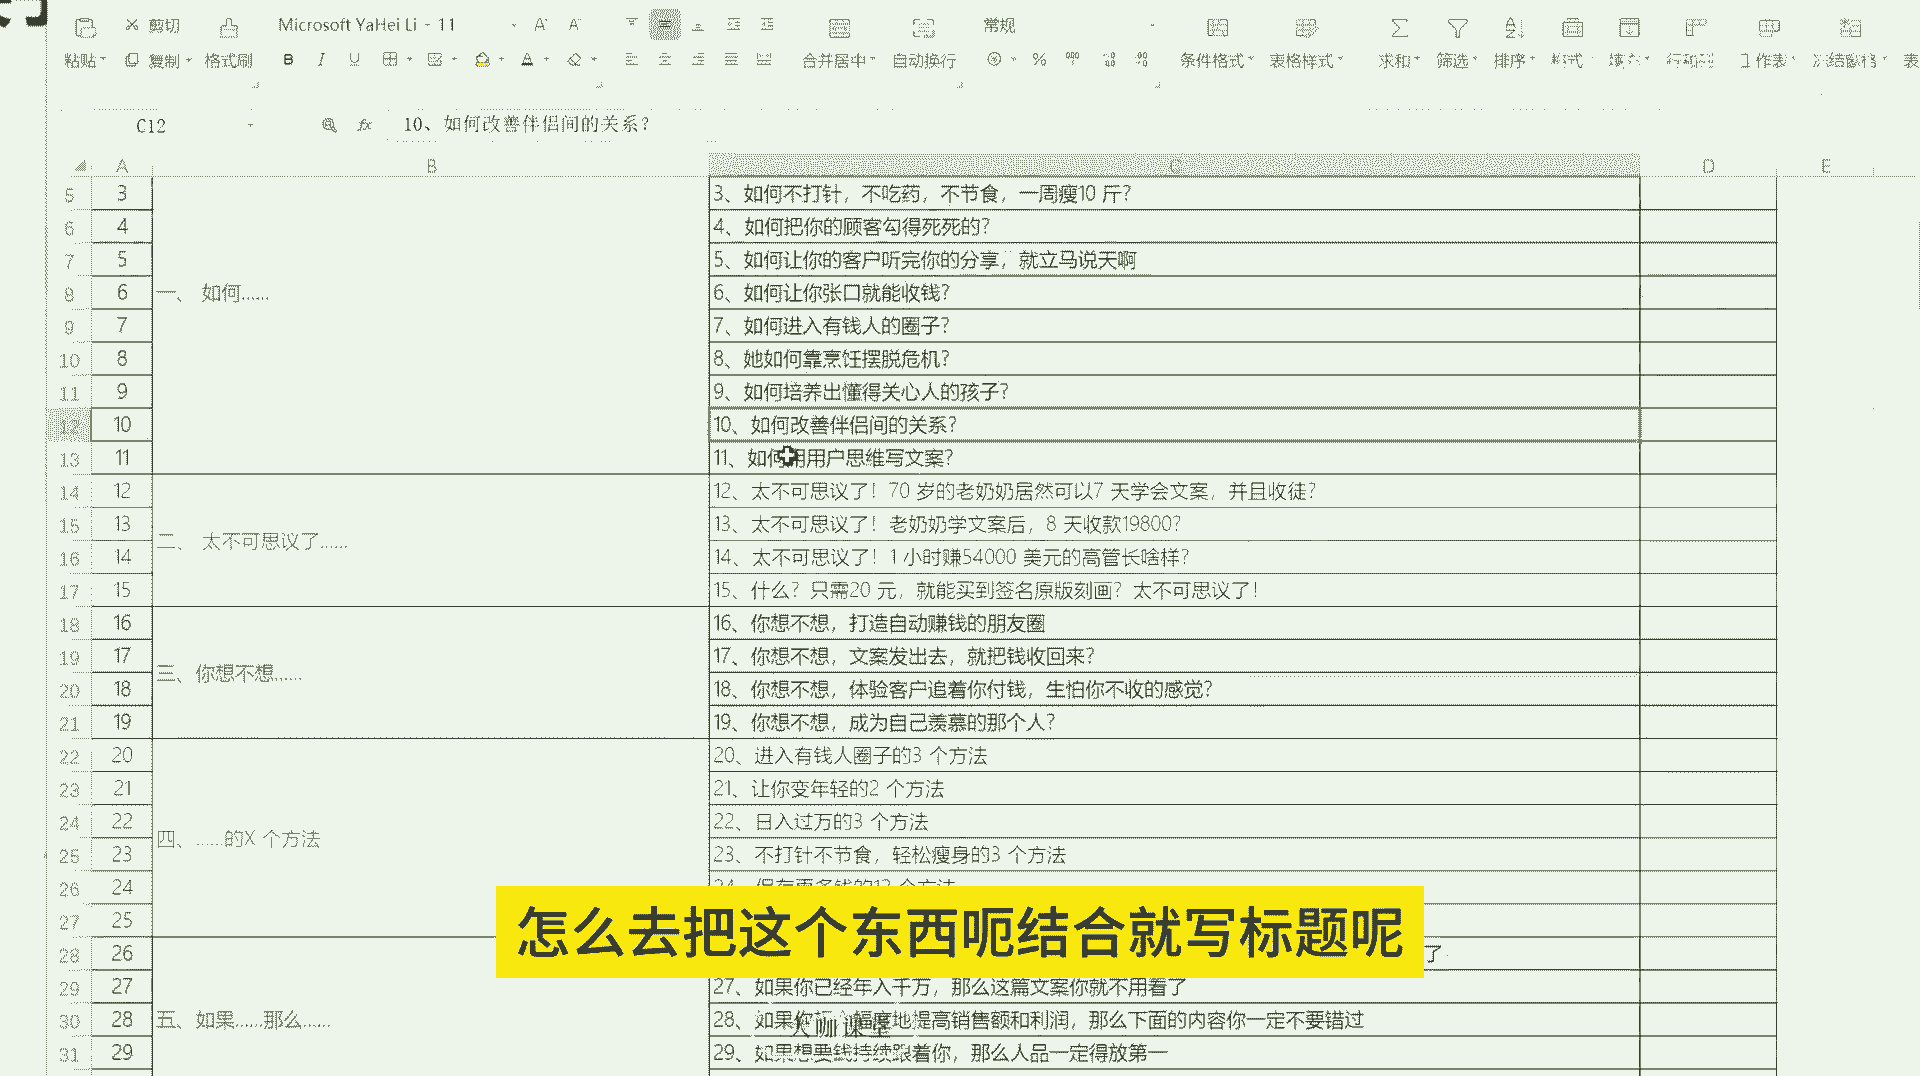 剪切
Microsoft YaHei Li - 11
常规
粘贴 复制 格式刷 B I U A 合并居中 自动换行 % 条件格式 表格样式 求和 筛选 排序 工作表
C12 fx 10、如何改善伴侣间的关系？
A B C D E
5 3 3、如何不打针，不吃药，不节食，一周瘦10 斤?
6 4 4、如何把你的顾客勾得死死的?
7 5 5、如何让你的客户听完你的分享，就立马说天啊
8 6 一、 如何…… 6、如何让你张口就能收钱?
9 7 7、如何进入有钱人的圈子?
10 8 8、她如何靠烹饪摆脱危机?
11 9 9、如何培养出懂得关心人的孩子?
12 10 10、如何改善伴侣间的关系?
13 11 11、如何用用户思维写文案?
14 12 12、太不可思议了！70 岁的老奶奶居然可以7 天学会文案，并且收徒?
15 13 二、 太不可思议了…… 13、太不可思议了！老奶奶学文案后，8 天收款19800?
16 14 14、太不可思议了！1 小时赚54000 美元的高管长啥样?
17 15 15、什么？只需20 元，就能买到签名原版刻画？太不可思议了！
18 16 16、你想不想，打造自动赚钱的朋友圈
19 17 三、你想不想…… 17、你想不想，文案发出去，就把钱收回来?
20 18 18、你想不想，体验客户追着你付钱，生怕你不收的感觉?
21 19 19、你想不想，成为自己羡慕的那个人?
22 20 20、进入有钱人圈子的3 个方法
23 21 21、让你变年轻的2 个方法
24 22 四、……的X 个方法 22、日入过万的3 个方法
25 23 23、不打针不节食，轻松瘦身的3 个方法
26 24
27 25
怎么去把这个东西呃结合就写标题呢
28 26 了
29 27 27、如果你已经年入千万，那么这篇文案你就不用看了
30 28 五、如果……那么…… 28、如果你 幅度地提高销售额和利润，那么下面的内容你一定不要错过
31 29 29、如果想要钱持续跟着你，那么人品一定得放第一
大咖课堂